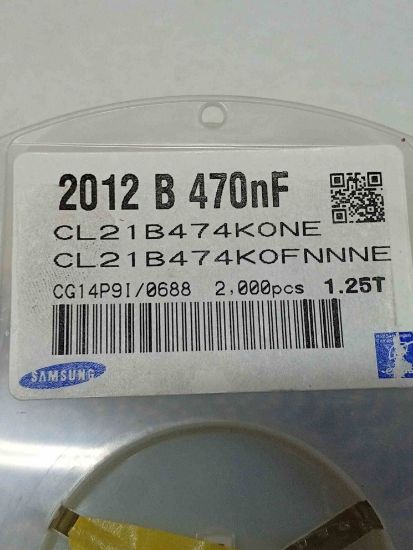 2012 B 470nF
CL21B474KONE
CL21B474KOFNNNE
CG14P9I/0688 2,000pcs 1.25T
SAMSUNG